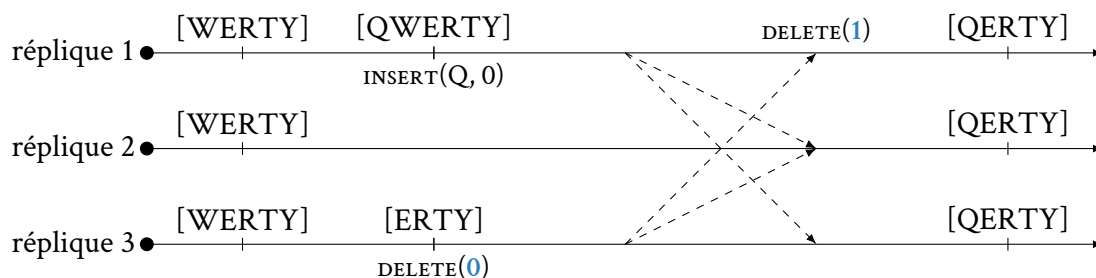 [WERTY] [QWERTY] DELETE(1) [QERTY]
réplique 1
INSERT(Q, 0)
[WERTY] [QERTY]
réplique 2
[WERTY] [ERTY] [QERTY]
réplique 3
DELETE(0)